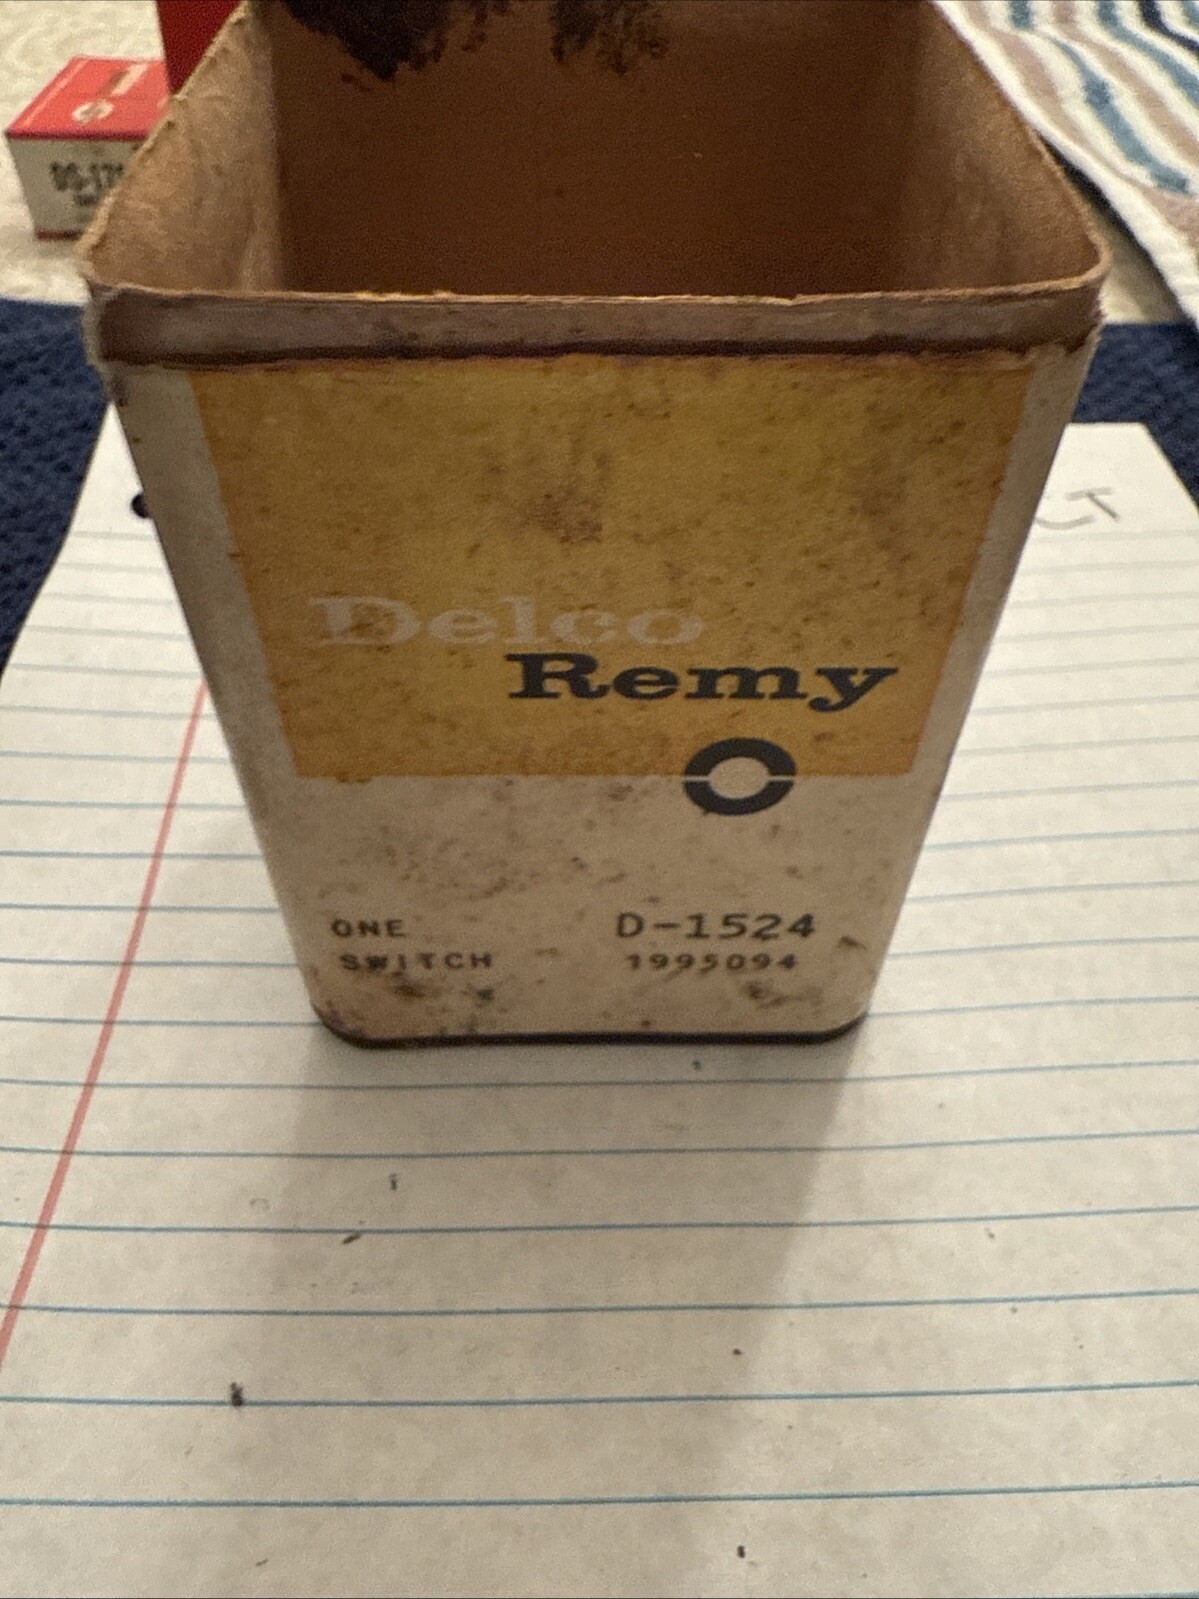 Delco
Remy
ONE D-1524
SWITCH 1995094